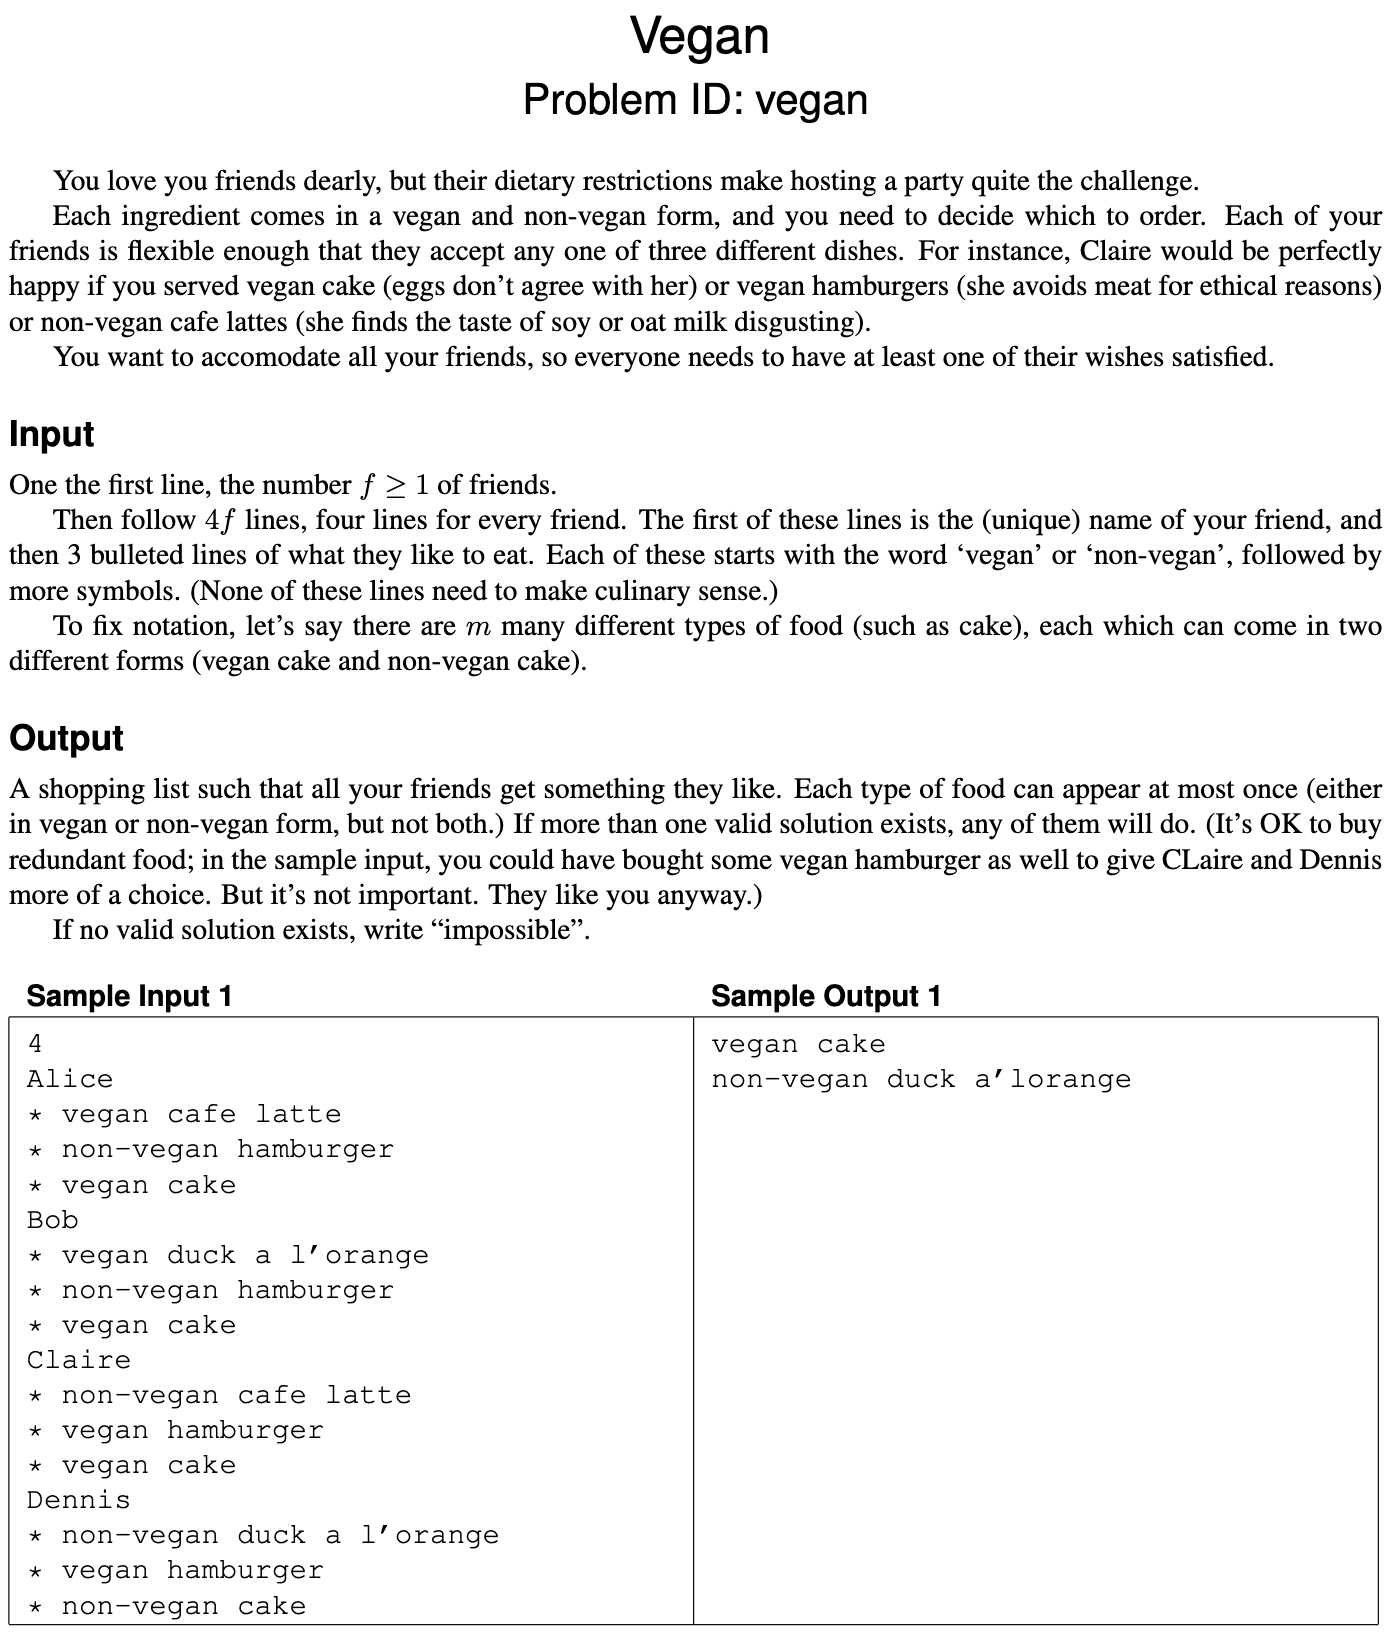 Vegan
Problem ID: vegan
You love you friends dearly, but their dietary restrictions make hosting a party quite the challenge.
Each ingredient comes in a vegan and non-vegan form, and you need to decide which to order. Each of your
friends is flexible enough that they accept any one of three different dishes. For instance, Claire would be perfectly
happy if you served vegan cake (eggs don’t agree with her) or vegan hamburgers (she avoids meat for ethical reasons)
or non-vegan cafe lattes (she finds the taste of soy or oat milk disgusting).
You want to accomodate all your friends, so everyone needs to have at least one of their wishes satisfied.
Input
One the first line, the number f ≥ 1 of friends.
Then follow 4f lines, four lines for every friend. The first of these lines is the (unique) name of your friend, and
then 3 bulleted lines of what they like to eat. Each of these starts with the word ‘vegan’ or ‘non-vegan’, followed by
more symbols. (None of these lines need to make culinary sense.)
To fix notation, let’s say there are m many different types of food (such as cake), each which can come in two
different forms (vegan cake and non-vegan cake).
Output
A shopping list such that all your friends get something they like. Each type of food can appear at most once (either
in vegan or non-vegan form, but not both.) If more than one valid solution exists, any of them will do. (It’s OK to buy
redundant food; in the sample input, you could have bought some vegan hamburger as well to give CLaire and Dennis
more of a choice. But it’s not important. They like you anyway.)
If no valid solution exists, write “impossible”.
Sample Input 1
4
Alice
* vegan cafe latte
* non-vegan hamburger
* vegan cake
Bob
* vegan duck a l’orange
* non-vegan hamburger
* vegan cake
Claire
* non-vegan cafe latte
* vegan hamburger
* vegan cake
Dennis
* non-vegan duck a l’orange
* vegan hamburger
* non-vegan cake
Sample Output 1
vegan cake
non-vegan duck a’lorange